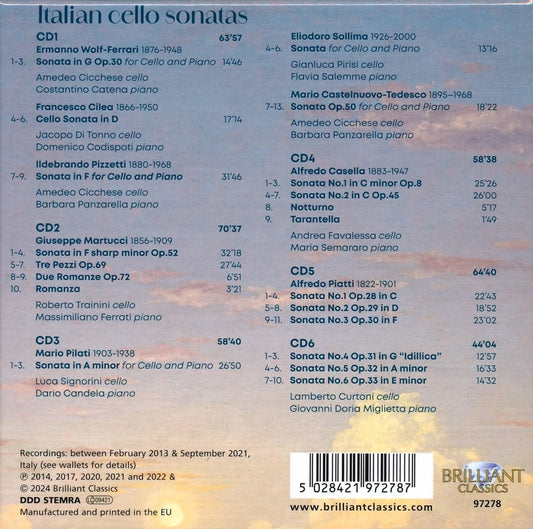 Italian cello sonatas
CD1 63'57
Ermanno Wolf-Ferrari 1876-1948
1-3. Sonata in G Op.30 for Cello and Piano 14'46
Amedeo Cicchese cello
Costantino Catena piano
Francesco Cilea 1866-1950
4-6. Cello Sonata in D 17'14
Jacopo Di Tonno cello
Domenico Codispoti piano
Ildebrando Pizzetti 1880-1968
7-9. Sonata in F for Cello and Piano 31'46
Amedeo Cicchese cello
Barbara Panzarella piano
CD2 70'37
Giuseppe Martucci 1856-1909
1-4. Sonata in F sharp minor Op.52 32'18
5-7. Tre Pezzi Op.69 27'44
8-9. Due Romanze Op.72 6'51
10. Romanza 3'21
Roberto Trainini cello
Massimiliano Ferrati piano
CD3 58'40
Mario Pilati 1903-1938
1-3. Sonata in A minor for Cello and Piano 26'50
Luca Signorini cello
Dario Candela piano
Eliodoro Sollima 1926-2000
4-6. Sonata for Cello and Piano 13'16
Gianluca Pirisi cello
Flavia Salemme piano
Mario Castelnuovo-Tedesco 1895-1968
7-13. Sonata Op.50 for Cello and Piano 18'22
Amedeo Cicchese cello
Barbara Panzarella piano
CD4 58'38
Alfredo Casella 1883-1947
1-3. Sonata No.1 in C minor Op.8 25'26
4-7. Sonata No.2 in C Op.45 26'00
8. Notturno 5'17
9. Tarantella 1'49
Andrea Favalessa cello
Maria Semeraro piano
CD5 64'40
Alfredo Piatti 1822-1901
1-4. Sonata No.1 Op.28 in C 22'43
5-8. Sonata No.2 Op.29 in D 18'52
9-11. Sonata No.3 Op.30 in F 23'02
CD6 44'04
1-3. Sonata No.4 Op.31 in G "Idillica" 12'57
4-6. Sonata No.5 Op.32 in A minor 16'33
7-10. Sonata No.6 Op.33 in E minor 14'32
Lamberto Curtoni cello
Giovanni Doria Miglietta piano
Recordings: between February 2013 & September 2021,
Italy (see wallets for details)
℗ 2014, 2017, 2020, 2021 and 2022 &
© 2024 Brilliant Classics
DDD STEMRA LC09421
Manufactured and printed in the EU
5 028421 972787
www.brilliantclassics.com
BRILLIANT
CLASSICS
97278